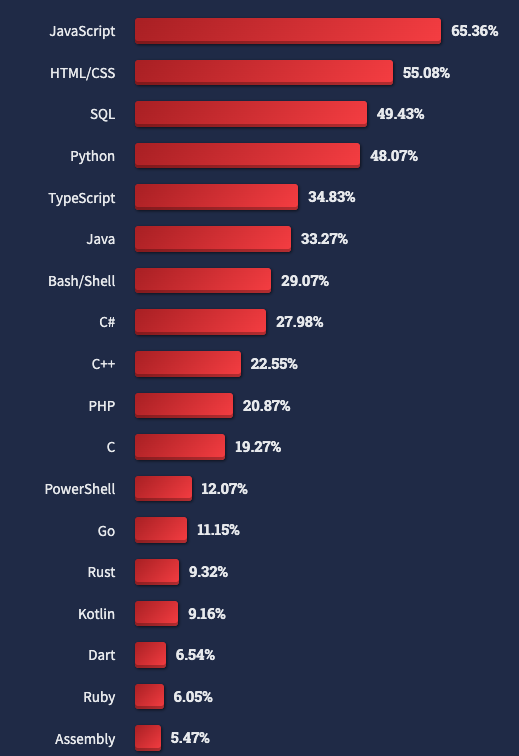 JavaScript 65.36%
HTML/CSS 55.08%
SQL 49.43%
Python 48.07%
TypeScript 34.83%
Java 33.27%
Bash/Shell 29.07%
C# 27.98%
C++ 22.55%
PHP 20.87%
C 19.27%
PowerShell 12.07%
Go 11.15%
Rust 9.32%
Kotlin 9.16%
Dart 6.54%
Ruby 6.05%
Assembly 5.47%